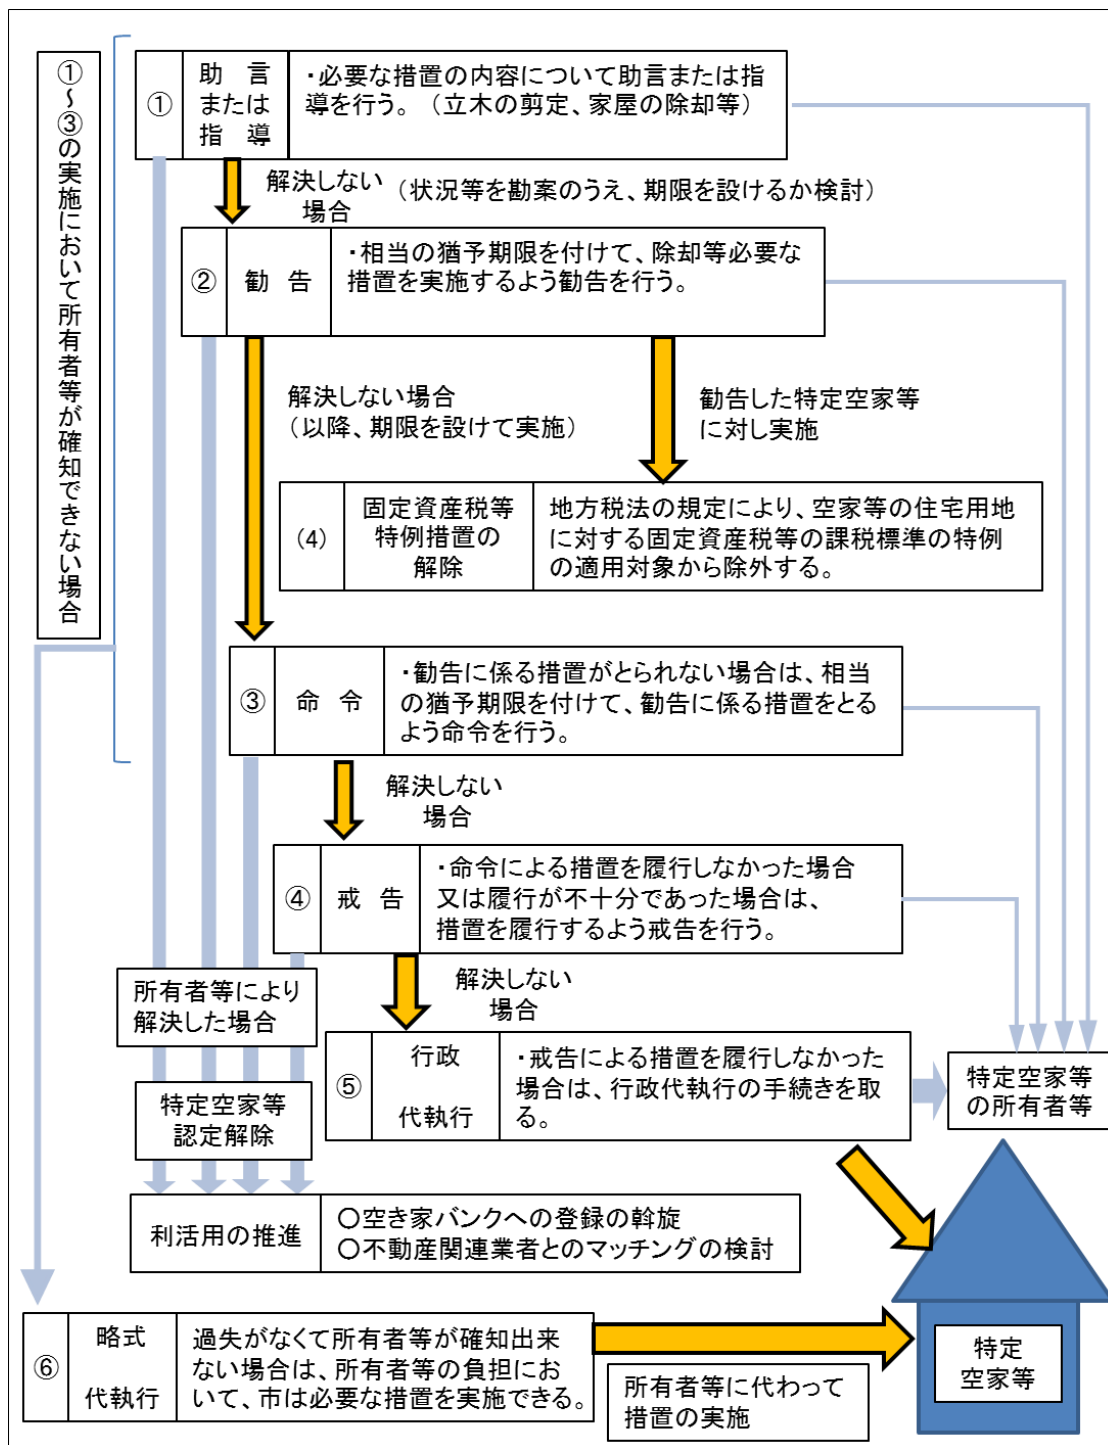 ①～③の実施において所有者等が確知できない場合
①
助　言
または
指　導
・必要な措置の内容について助言または指
導を行う。（立木の剪定、家屋の除却等）
解決しない
場合
（状況等を勘案のうえ、期限を設けるか検討）
②
勧　告
・相当の猶予期限を付けて、除却等必要な
措置を実施するよう勧告を行う。
解決しない場合
（以降、期限を設けて実施）
勧告した特定空家等
に対し実施
(4)
固定資産税等
特例措置の
解除
地方税法の規定により、空家等の住宅用地
に対する固定資産税等の課税標準の特例
の適用対象から除外する。
③
命　令
・勧告に係る措置がとられない場合は、相当
の猶予期限を付けて、勧告に係る措置をとる
よう命令を行う。
解決しない
場合
④
戒　告
・命令による措置を履行しなかった場合
又は履行が不十分であった場合は、
措置を履行するよう戒告を行う。
所有者等により
解決した場合
解決しない
場合
⑤
行政
代執行
・戒告による措置を履行しなかった
場合は、行政代執行の手続きを取
る。
特定空家等
の所有者等
特定空家等
認定解除
利活用の推進
○空き家バンクへの登録の斡旋
○不動産関連業者とのマッチングの検討
⑥
略式
代執行
過失がなくて所有者等が確知出来
ない場合は、所有者等の負担にお
いて、市は必要な措置を実施できる。
所有者等に代わって
措置の実施
特定
空家等